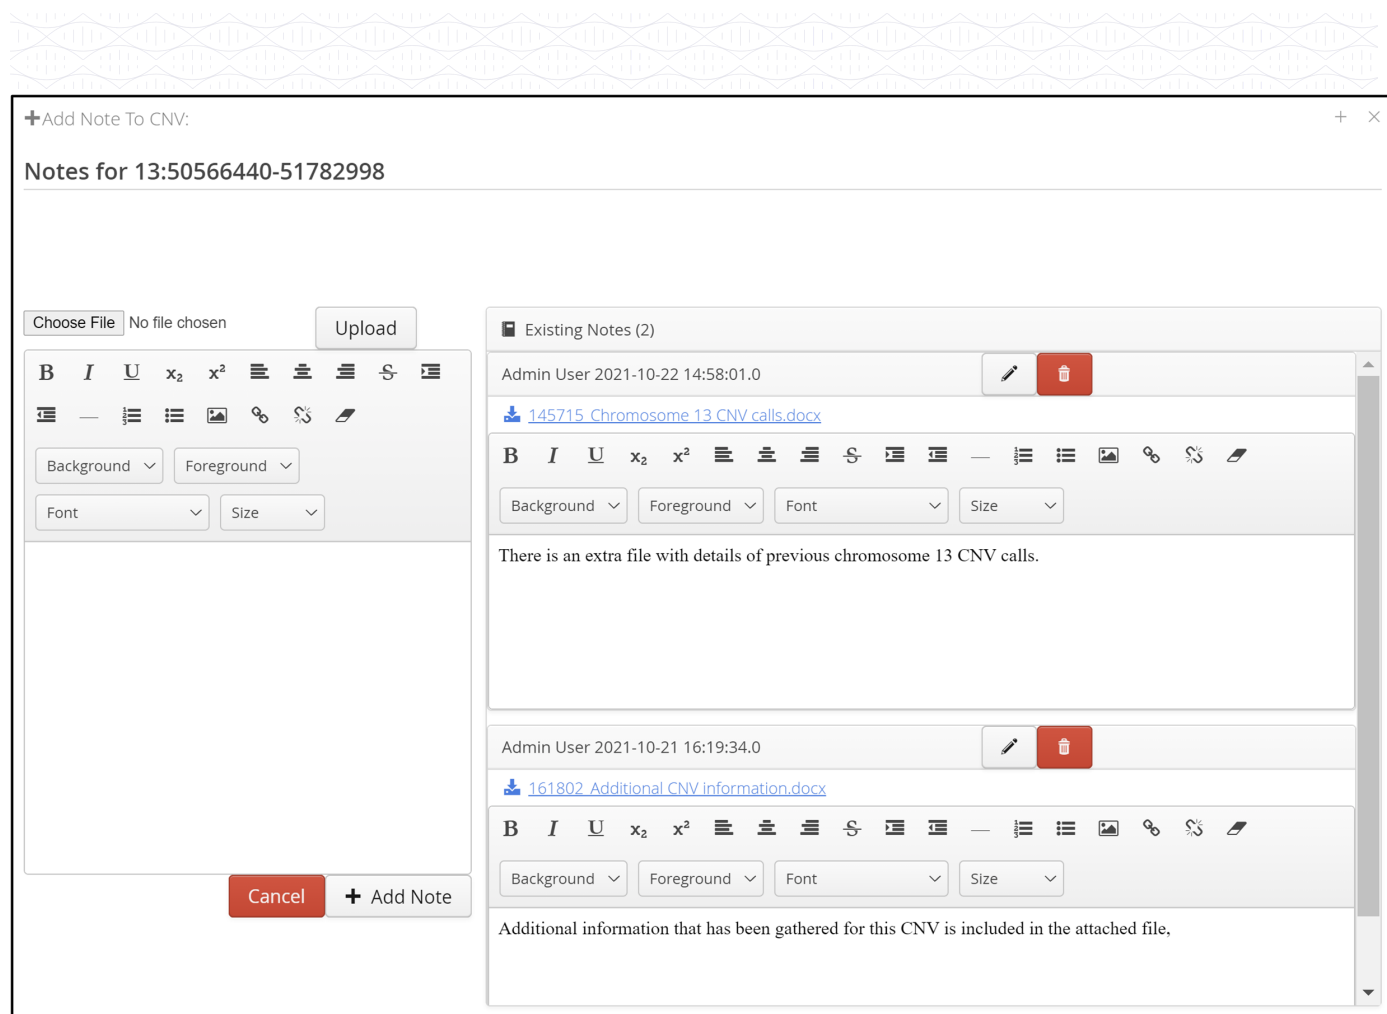 Add Note To CNV:
Notes for 13:50566440-51782998
Choose File No file chosen
Upload
B I U x₂ x² S
Background Foreground
Font Size
Cancel
Add Note
Existing Notes (2)
Admin User 2021-10-22 14:58:01.0
145715_Chromosome 13 CNV calls.docx
B I U x₂ x² S
Background Foreground Font Size
There is an extra file with details of previous chromosome 13 CNV calls.
Admin User 2021-10-21 16:19:34.0
161802_Additional CNV information.docx
B I U x₂ x² S
Background Foreground Font Size
Additional information that has been gathered for this CNV is included in the attached file,